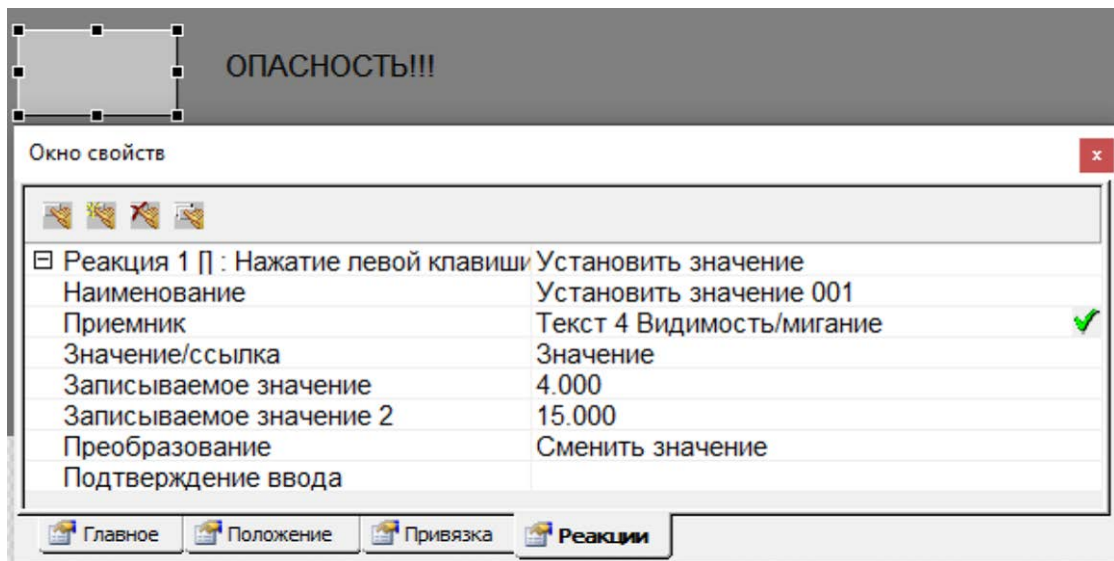 ОПАСНОСТЬ!!!
Окно свойств
x
Реакция 1 [] : Нажатие левой клавиши Установить значение
Наименование Установить значение 001
Приемник Текст 4 Видимость/мигание
Значение/ссылка Значение
Записываемое значение 4.000
Записываемое значение 2 15.000
Преобразование Сменить значение
Подтверждение ввода
Главное Положение Привязка Реакции